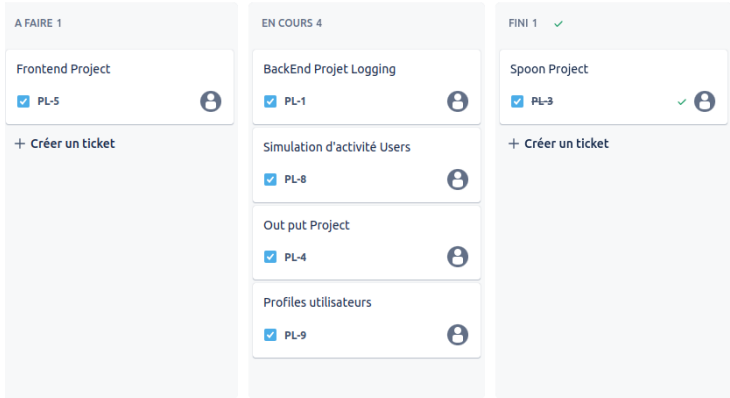 A FAIRE 1
Frontend Project
PL-5
+ Créer un ticket
EN COURS 4
BackEnd Projet Logging
PL-1
Simulation d'activité Users
PL-8
Out put Project
PL-4
Profiles utilisateurs
PL-9
FINI 1
Spoon Project
PL-3
+ Créer un ticket